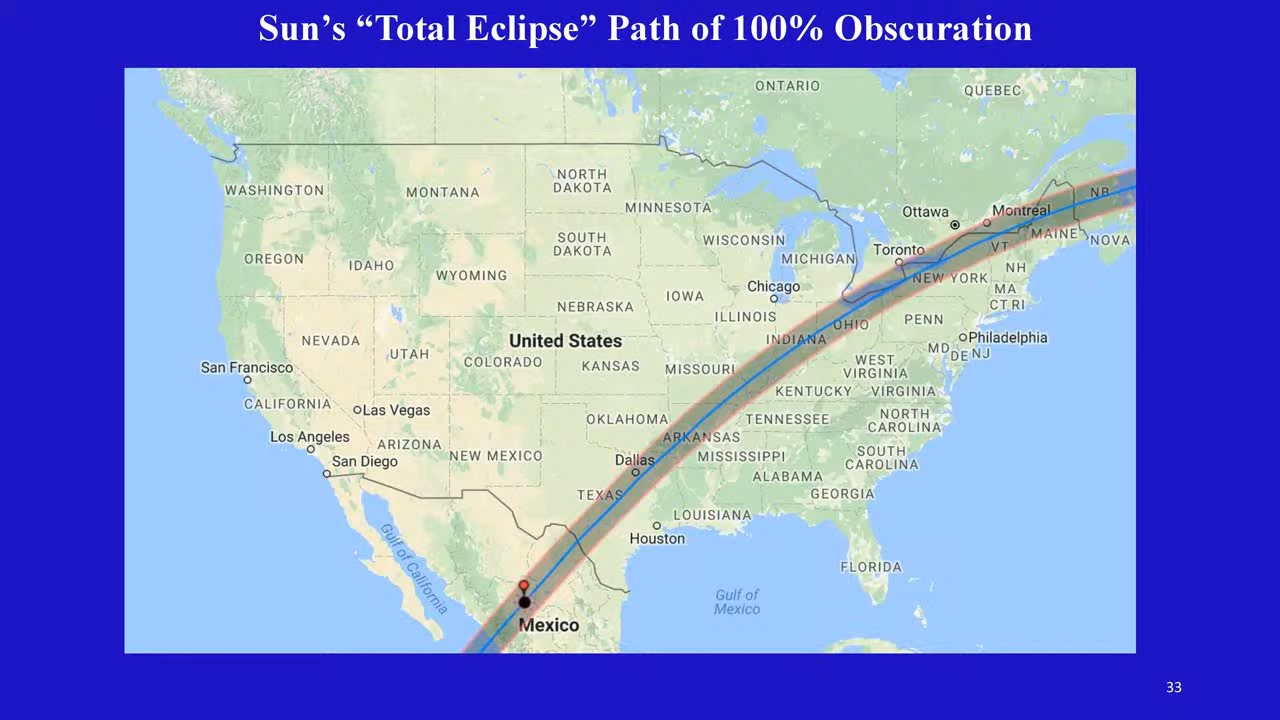 Sun’s “Total Eclipse” Path of 100% Obscuration
ONTARIO
QUEBEC
WASHINGTON
MONTANA
NORTH
DAKOTA
MINNESOTA
NB
Ottawa
Montreal
MAINE
NOVA
OREGON
IDAHO
WYOMING
SOUTH
DAKOTA
WISCONSIN
MICHIGAN
Toronto
VT
NEW YORK
NH
MA
CT RI
Chicago
IOWA
NEBRASKA
ILLINOIS
INDIANA
OHIO
PENN
Philadelphia
MD
DE
NJ
NEVADA
UTAH
COLORADO
United States
KANSAS
MISSOURI
WEST
VIRGINIA
KENTUCKY
VIRGINIA
San Francisco
CALIFORNIA
Las Vegas
Los Angeles
San Diego
ARIZONA
NEW MEXICO
OKLAHOMA
ARKANSAS
TENNESSEE
NORTH
CAROLINA
Dallas
MISSISSIPPI
SOUTH
CAROLINA
ALABAMA
GEORGIA
TEXAS
LOUISIANA
Houston
FLORIDA
Gulf of California
Gulf of
Mexico
Mexico
33